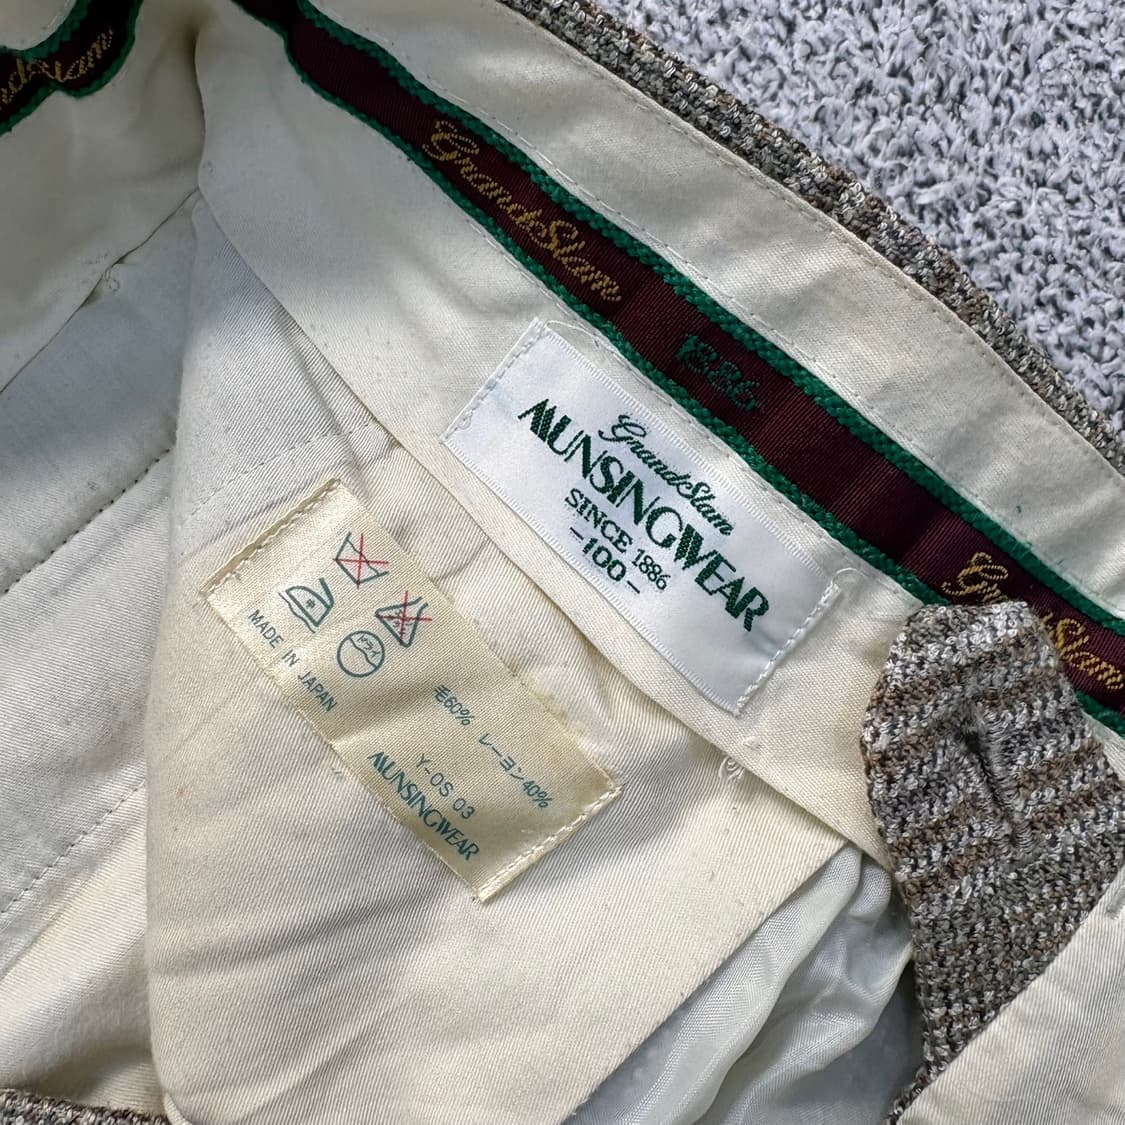 GrandSlam
GrandSlam
1886
GrandSlam
GrandSlam
MUNSINGWEAR
SINCE 1886
-100-
ドライ
MADE IN JAPAN
毛60% レーヨン40%
Y-0S 03
MUNSINGWEAR